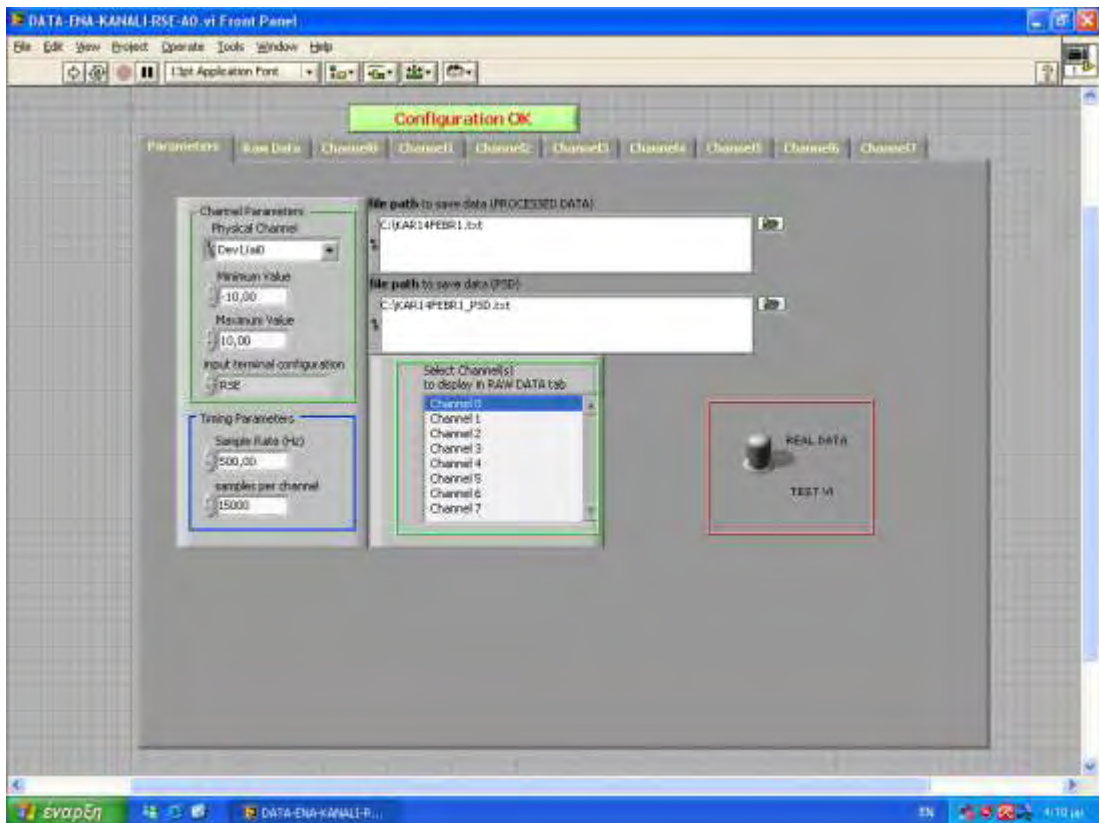 DATA-ENA-KANALI-RSE-A0.vi Front Panel
File Edit View Project Operate Tools Window Help
13pt Application Font
Configuration OK
Parameters Raw Data Channel0 Channel1 Channel2 Channel3 Channel4 Channel5 Channel6 Channel7
Channel Parameters
Physical Channel
Dev1/ai0
Minimum Value
-10,00
Maximum Value
10,00
input terminal configuration
RSE
Timing Parameters
Sample Rate (Hz)
500,00
samples per channel
15000
file path to save data (PROCESSED DATA)
C:\KAR14FEBR1.txt
file path to save data (PSD)
C:\KAR14FEBR1_PSD.txt
Select Channel(s)
to display in RAW DATA tab
Channel 0
Channel 1
Channel 2
Channel 3
Channel 4
Channel 5
Channel 6
Channel 7
REAL DATA
TEST VI
έναρξη
DATA-ENA-KANALI-R...
EN
4:10 μμ